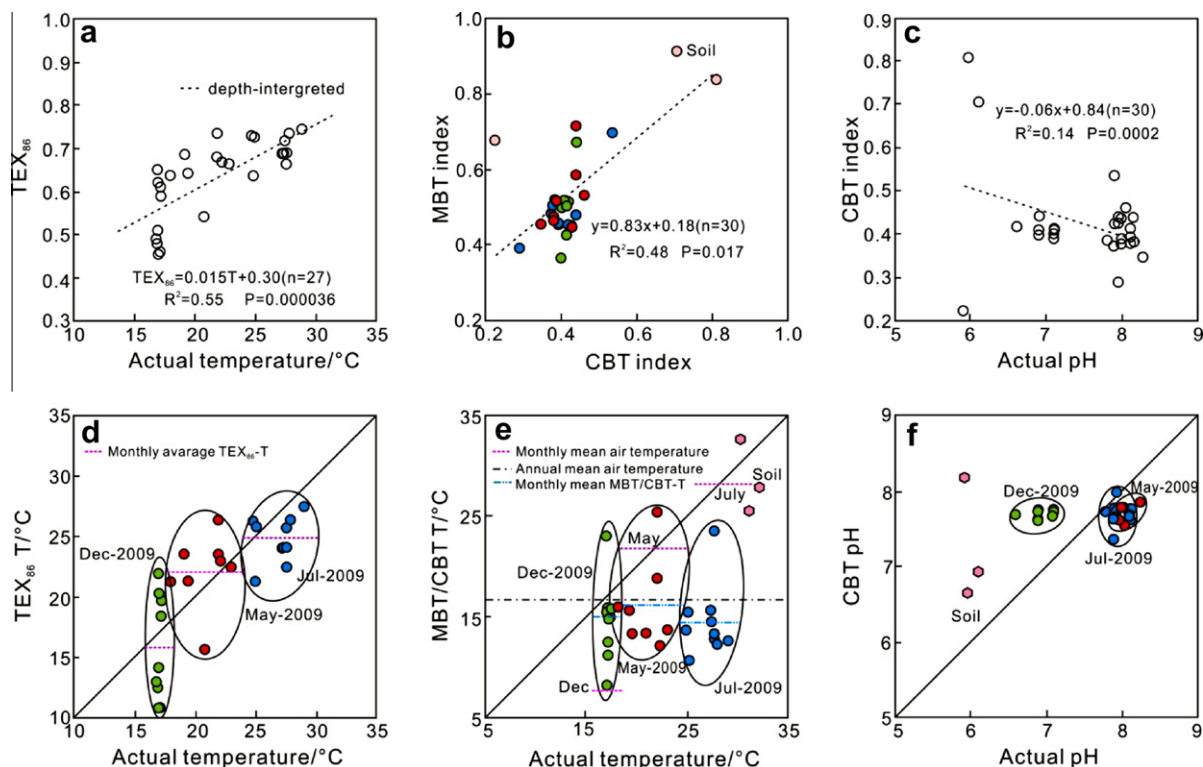 a
depth-intergreted
TEX86=0.015T+0.30(n=27)
R2=0.55 P=0.000036
1.0
0.9
0.8
0.7
0.6
0.5
0.4
0.3
TEX86
10 15 20 25 30 35
Actual temperature/°C
b
Soil
y=0.83x+0.18(n=30)
R2=0.48 P=0.017
1.0
0.8
0.6
0.4
0.2
MBT index
0.2 0.4 0.6 0.8 1.0
CBT index
c
y=-0.06x+0.84(n=30)
R2=0.14 P=0.0002
0.9
0.8
0.7
0.6
0.5
0.4
0.3
0.2
CBT index
5 6 7 8 9
Actual pH
d
Monthly avarage TEX86-T
Dec-2009
Jul-2009
May-2009
35
30
25
20
15
10
TEX86 T/°C
10 15 20 25 30 35
Actual temperature/°C
e
Monthly mean air temperature
Annual mean air temperature
Monthly mean MBT/CBT-T
Soil
July
May
Dec-2009
May-2009
Dec
Jul-2009
35
25
15
5
MBT/CBT T/°C
5 15 25 35
Actual temperature/°C
f
Dec-2009
May-2009
Jul-2009
Soil
9
8
7
6
5
CBT pH
5 6 7 8 9
Actual pH